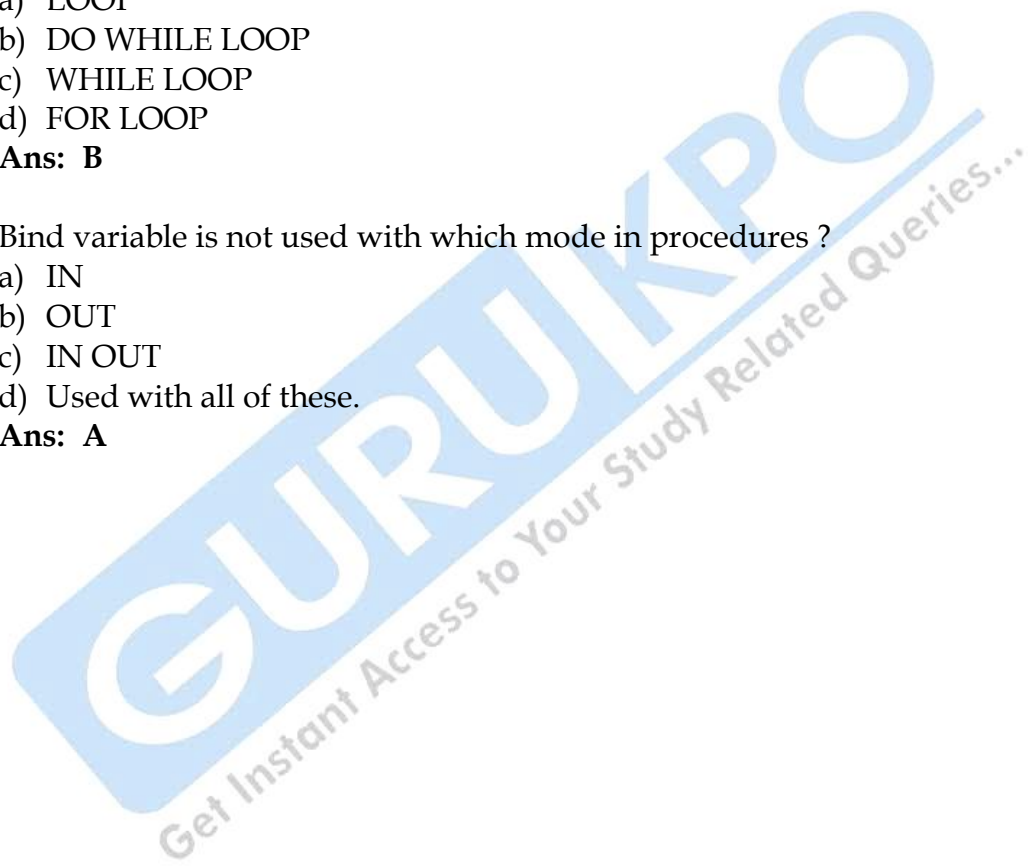 a) LOOP
b) DO WHILE LOOP
c) WHILE LOOP
d) FOR LOOP
Ans: B
Bind variable is not used with which mode in procedures ?
a) IN
b) OUT
c) IN OUT
d) Used with all of these.
Ans: A
GURUKPO
Get Instant Access to Your Study Related Queries...